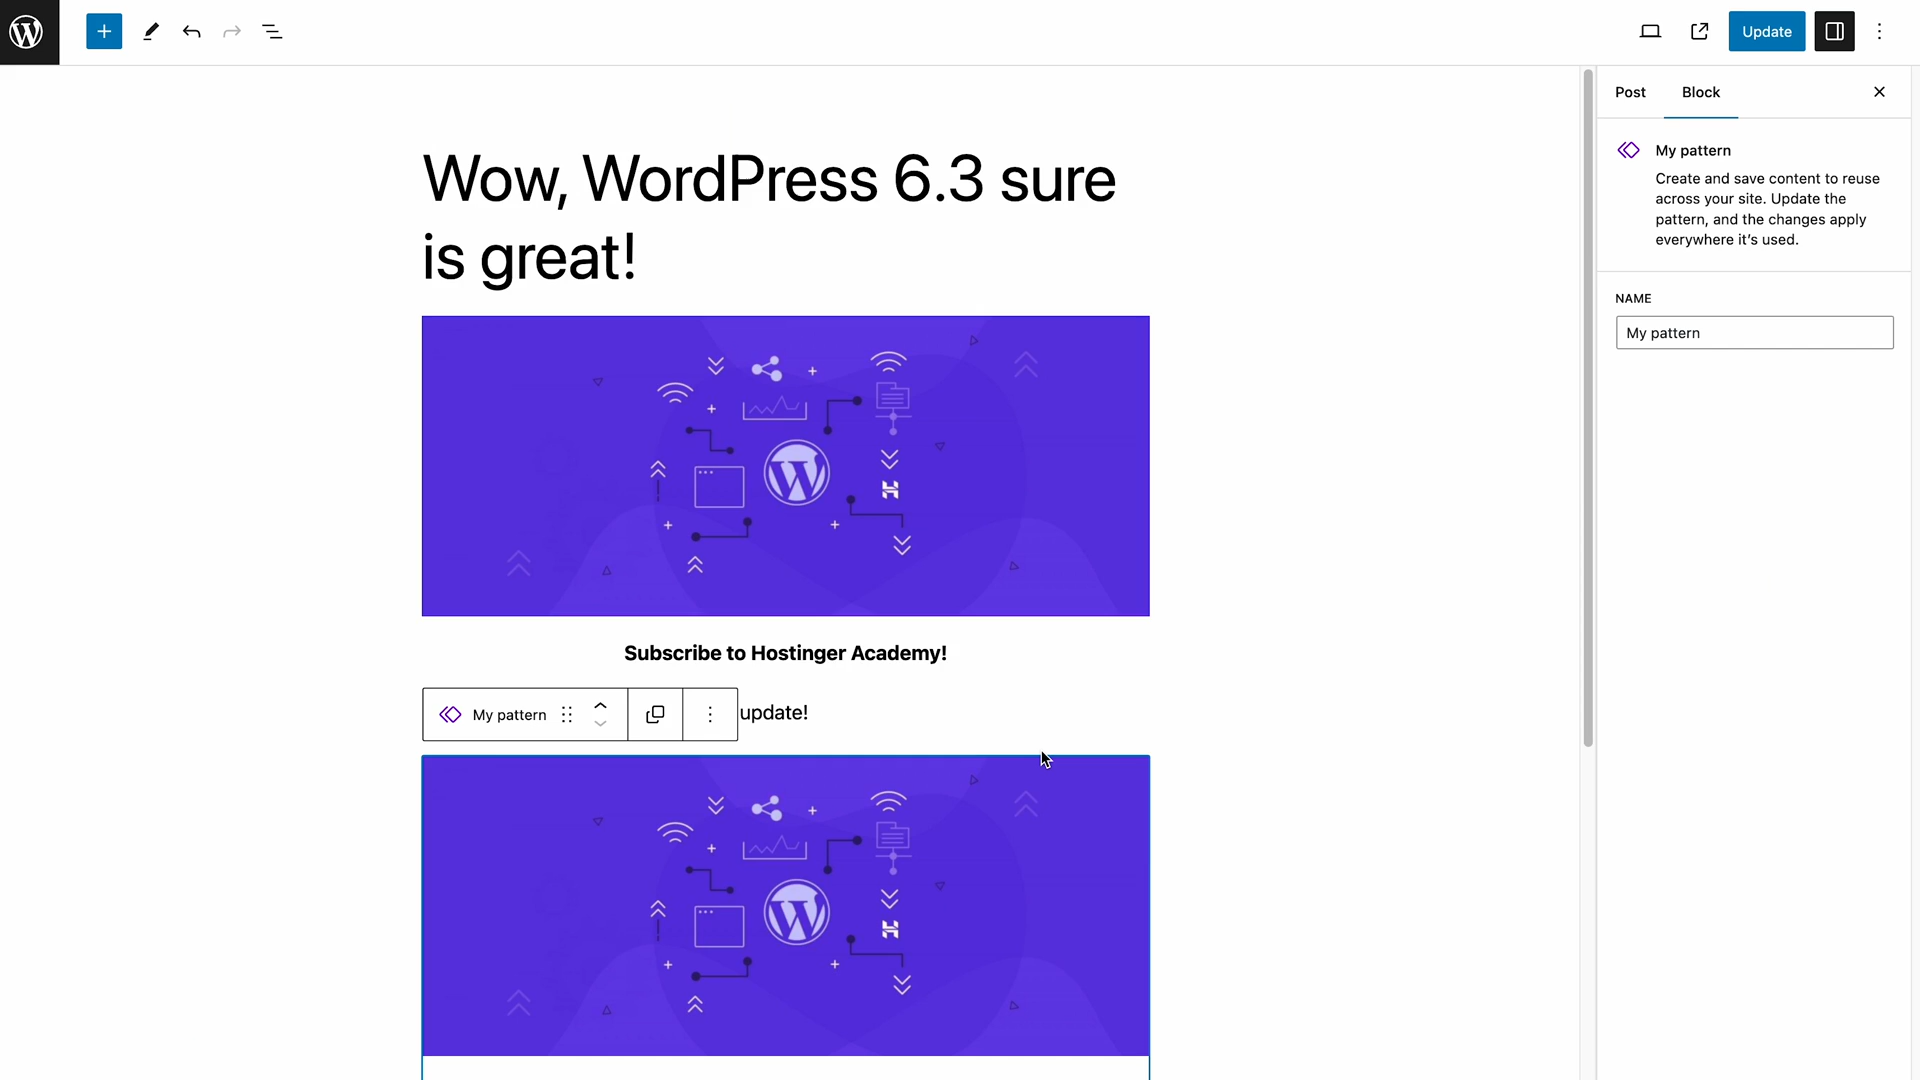 Update
Post
Block
My pattern
Create and save content to reuse
across your site. Update the
pattern, and the changes apply
everywhere it's used.
NAME
My pattern
Wow, WordPress 6.3 sure
is great!
Subscribe to Hostinger Academy!
My pattern
update!